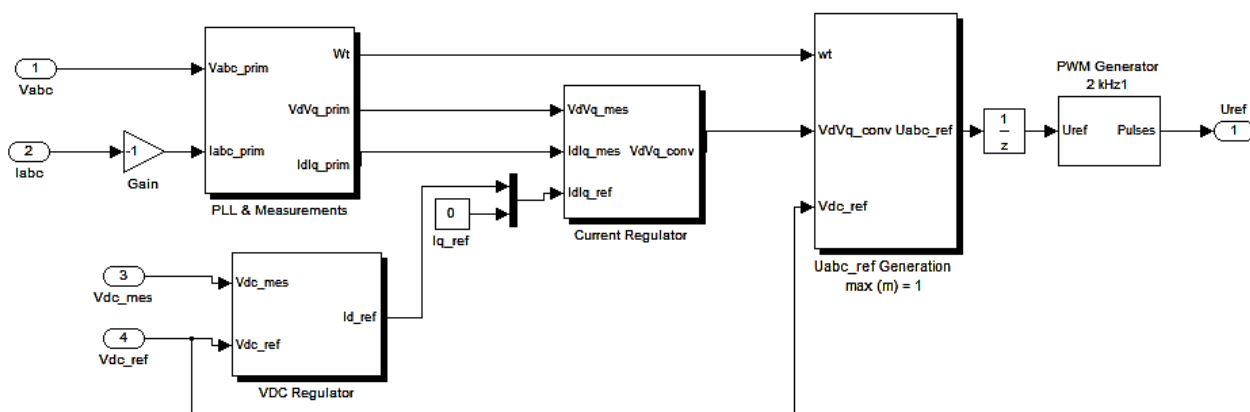 1
Vabc
2
Iabc
-1
Gain
Vabc_prim
Iabc_prim
Wt
VdVq_prim
IdIq_prim
PLL & Measurements
3
Vdc_mes
4
Vdc_ref
Vdc_mes
Vdc_ref
Id_ref
VDC Regulator
0
Iq_ref
VdVq_mes
IdIq_mes
IdIq_ref
VdVq_conv
Current Regulator
wt
VdVq_conv
Vdc_ref
Uabc_ref
Uabc_ref Generation
max (m) = 1
1
z
PWM Generator
2 kHz1
Uref
Pulses
Uref
1